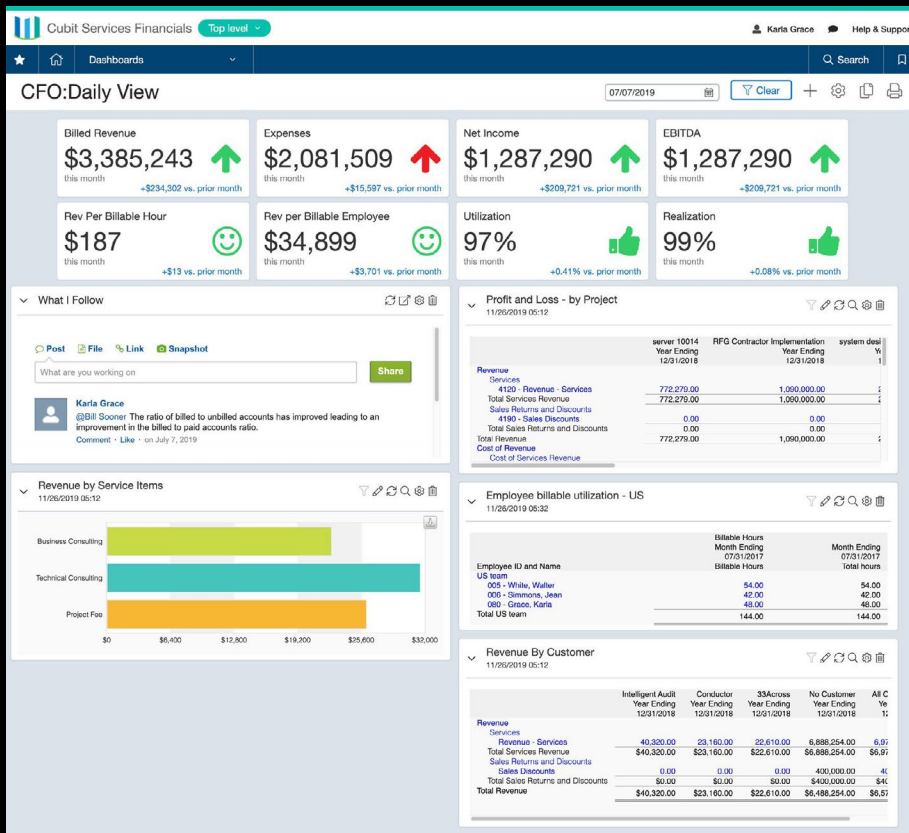 Cubit Services Financials Top level
Karla Grace Help & Suppor
Dashboards Search
CFO:Daily View
07/07/2019 Clear
Billed Revenue
$3,385,243
this month
+$234,302 vs. prior month
Expenses
$2,081,509
this month
+$15,597 vs. prior month
Net Income
$1,287,290
this month
+$209,721 vs. prior month
EBITDA
$1,287,290
this month
+$209,721 vs. prior month
Rev Per Billable Hour
$187
this month
+$13 vs. prior month
Rev per Billable Employee
$34,899
this month
+$3,701 vs. prior month
Utilization
97%
this month
+0.41% vs. prior month
Realization
99%
this month
+0.08% vs. prior month
What I Follow
Post File Link Snapshot
What are you working on Share
Karla Grace
@Bill Sooner The ratio of billed to unbilled accounts has improved leading to an
improvement in the billed to paid accounts ratio.
Comment · Like · on July 7, 2019
Revenue by Service Items
11/26/2019 05:12
Business Consulting
Technical Consulting
Project Fee
$0 $6,400 $12,800 $19,200 $25,600 $32,000
Profit and Loss - by Project
11/26/2019 05:12
server 10014 RFG Contractor Implementation system desi
Year Ending Year Ending Y
12/31/2018 12/31/2018 1
Revenue
Services
4120 - Revenue - Services 772,279.00 1,090,000.00 2
Total Services Revenue 772,279.00 1,090,000.00 2
Sales Returns and Discounts
4190 - Sales Discounts 0.00 0.00
Total Sales Returns and Discounts 0.00 0.00
Total Revenue 772,279.00 1,090,000.00 2
Cost of Revenue
Cost of Services Revenue
Employee billable utilization - US
11/26/2019 05:32
Billable Hours
Month Ending Month Ending
07/31/2017 07/31/2017
Employee ID and Name Billable Hours Total hours
US team
005 - White, Walter 54.00 54.00
006 - Simmons, Jean 42.00 42.00
080 - Grace, Karla 48.00 48.00
Total US team 144.00 144.00
Revenue By Customer
11/26/2019 05:12
Intelligent Audit Conductor 33Across No Customer All C
Year Ending Year Ending Year Ending Year Ending Ye
12/31/2018 12/31/2018 12/31/2018 12/31/2018 12
Revenue
Services
Revenue - Services 40,320.00 23,160.00 22,610.00 6,888,254.00 6,97
Total Services Revenue $40,320.00 $23,160.00 $22,610.00 $6,888,254.00 $6,97
Sales Returns and Discounts
Sales Discounts 0.00 0.00 0.00 400,000.00 40
Total Sales Returns and Discounts $0.00 $0.00 $0.00 $400,000.00 $40
Total Revenue $40,320.00 $23,160.00 $22,610.00 $6,488,254.00 $6,57